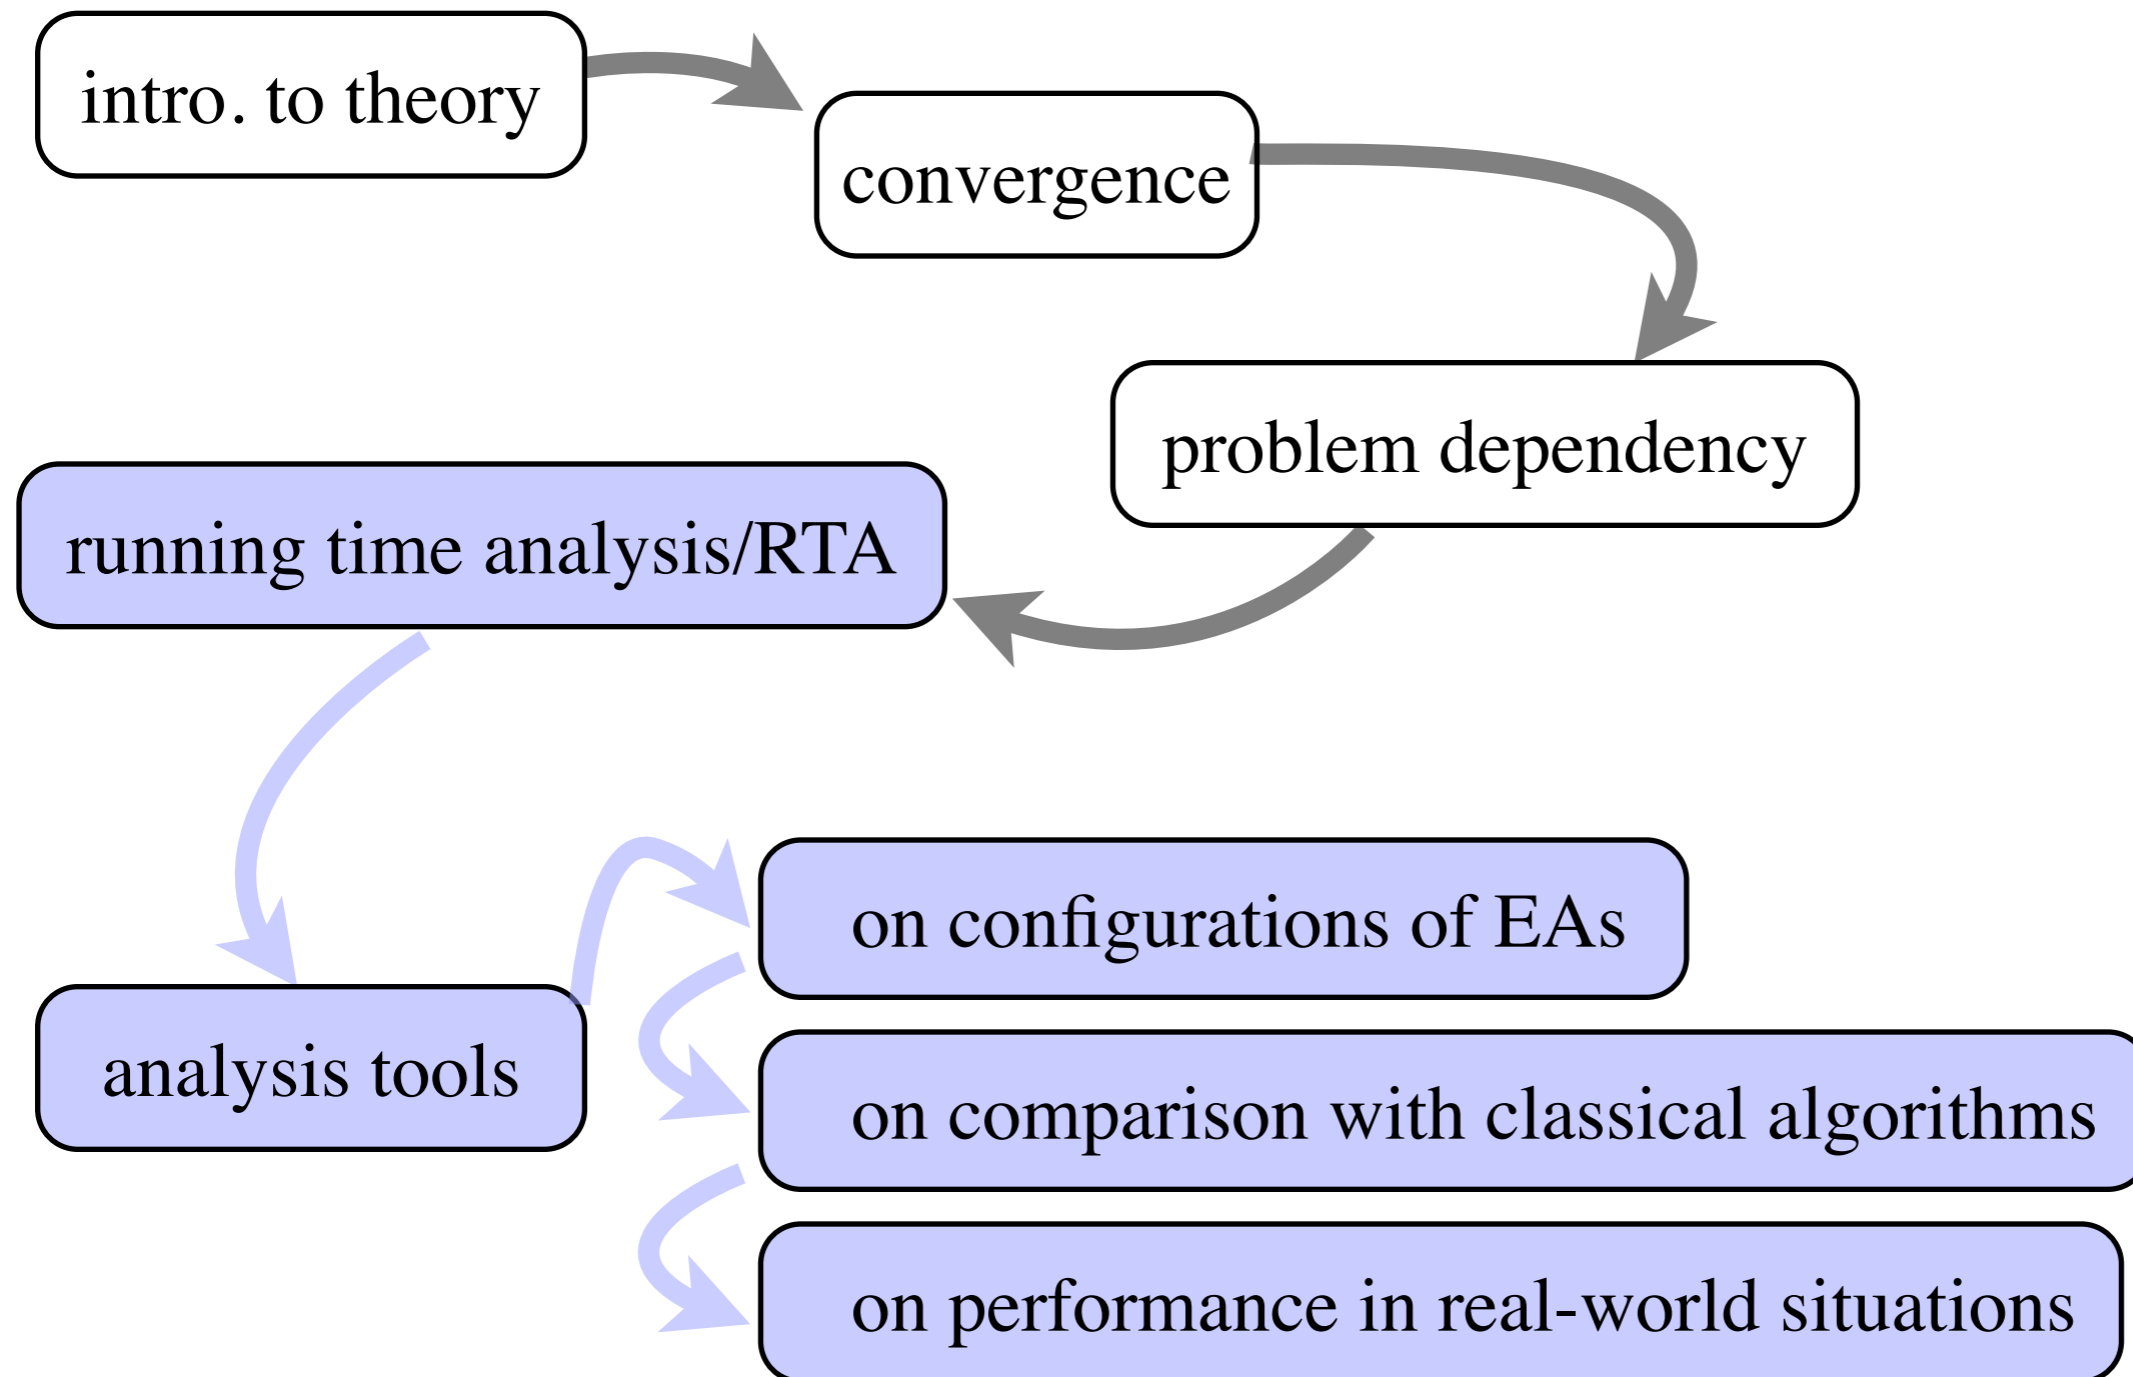 intro. to theory
convergence
problem dependency
running time analysis/RTA
analysis tools
on configurations of EAs
on comparison with classical algorithms
on performance in real-world situations